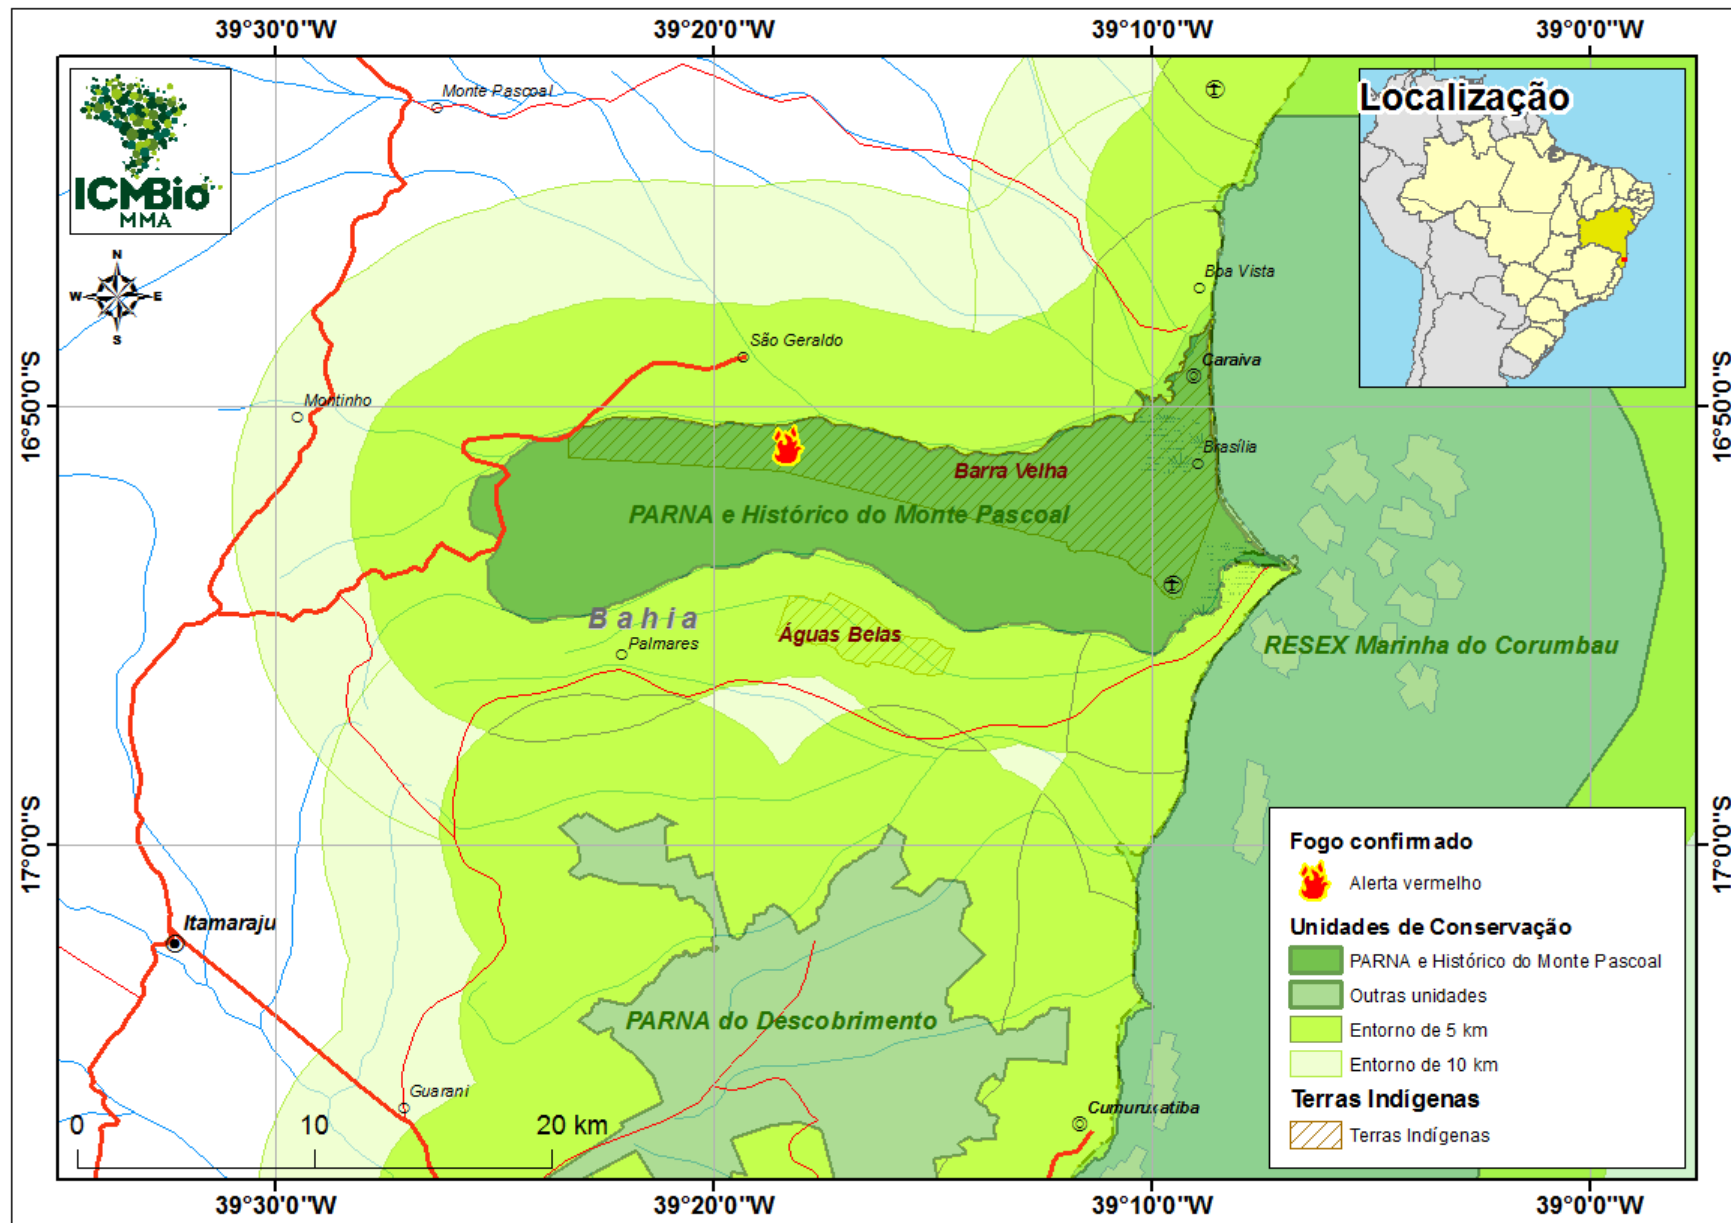 39°30'0"W
39°20'0"W
39°10'0"W
39°0'0"W
ICMBio
MMA
Monte Pascoal
Localização
N
W
E
S
Boa Vista
São Geraldo
Caraiva
16°50'0"S
16°50'0"S
Montinho
Brasília
Barra Velha
PARNA e Histórico do Monte Pascoal
Bahia
Palmares
Águas Belas
RESEX Marinha do Corumbau
17°0'0"S
17°0'0"S
Itamaraju
PARNA do Descobrimento
Guarani
Cumuruxatiba
0
10
20 km
Fogo confirmado
Alerta vermelho
Unidades de Conservação
PARNA e Histórico do Monte Pascoal
Outras unidades
Entorno de 5 km
Entorno de 10 km
Terras Indígenas
Terras Indígenas
39°30'0"W
39°20'0"W
39°10'0"W
39°0'0"W